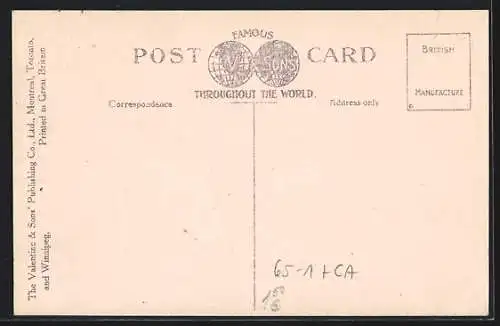 FAMOUS
POST CARD
V & SONS
THROUGHOUT THE WORLD.
BRITISH
MANUFACTURE
Correspondence
Address only
The Valentine & Sons' Publishing Co., Ltd., Montreal, Toronto,
and Winnipeg.
Printed in Great Britain
65-1+CA